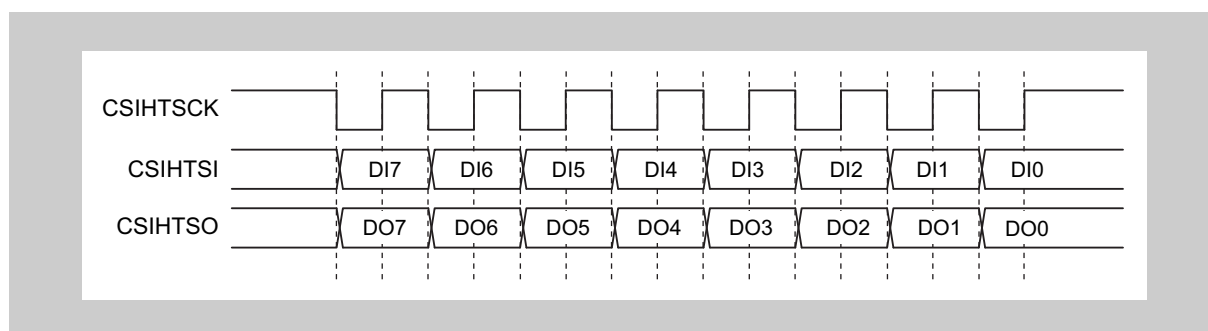 CSIHTSCK
CSIHTSI DI7 DI6 DI5 DI4 DI3 DI2 DI1 DI0
CSIHTSO DO7 DO6 DO5 DO4 DO3 DO2 DO1 DO0